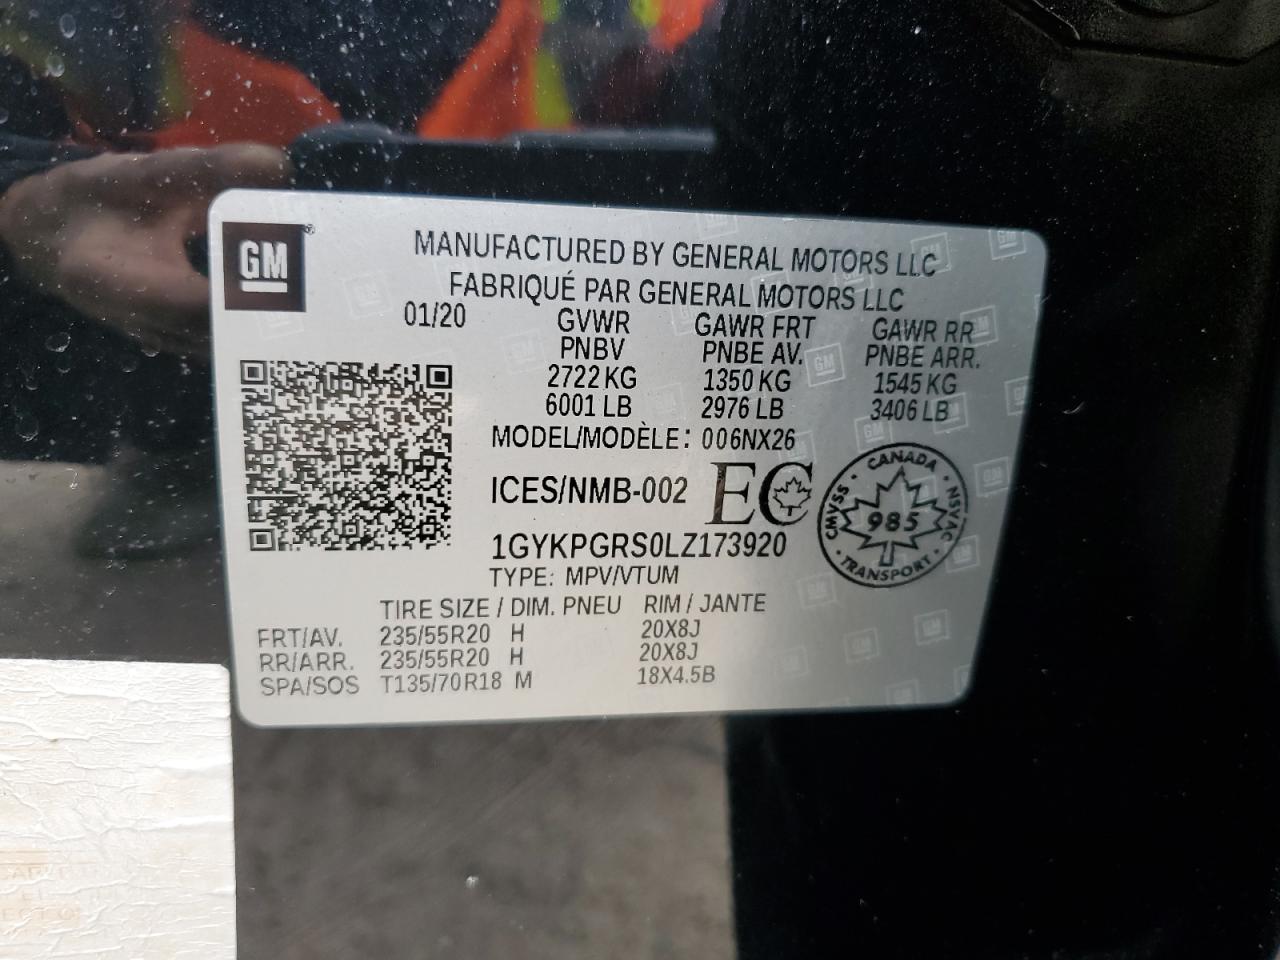 GM
MANUFACTURED BY GENERAL MOTORS LLC
FABRIQUÉ PAR GENERAL MOTORS LLC
01/20 GVWR GAWR FRT GAWR RR
PNBV PNBE AV. PNBE ARR.
2722 KG 1350 KG 1545 KG
6001 LB 2976 LB 3406 LB
MODEL/MODÈLE: 006NX26
ICES/NMB-002 EC
CANADA
CMVSS 985 NSVAC
TRANSPORT
1GYKPGRS0LZ173920
TYPE: MPV/VTUM
TIRE SIZE / DIM. PNEU RIM / JANTE
FRT/AV. 235/55R20 H 20X8J
RR/ARR. 235/55R20 H 20X8J
SPA/SOS T135/70R18 M 18X4.5B